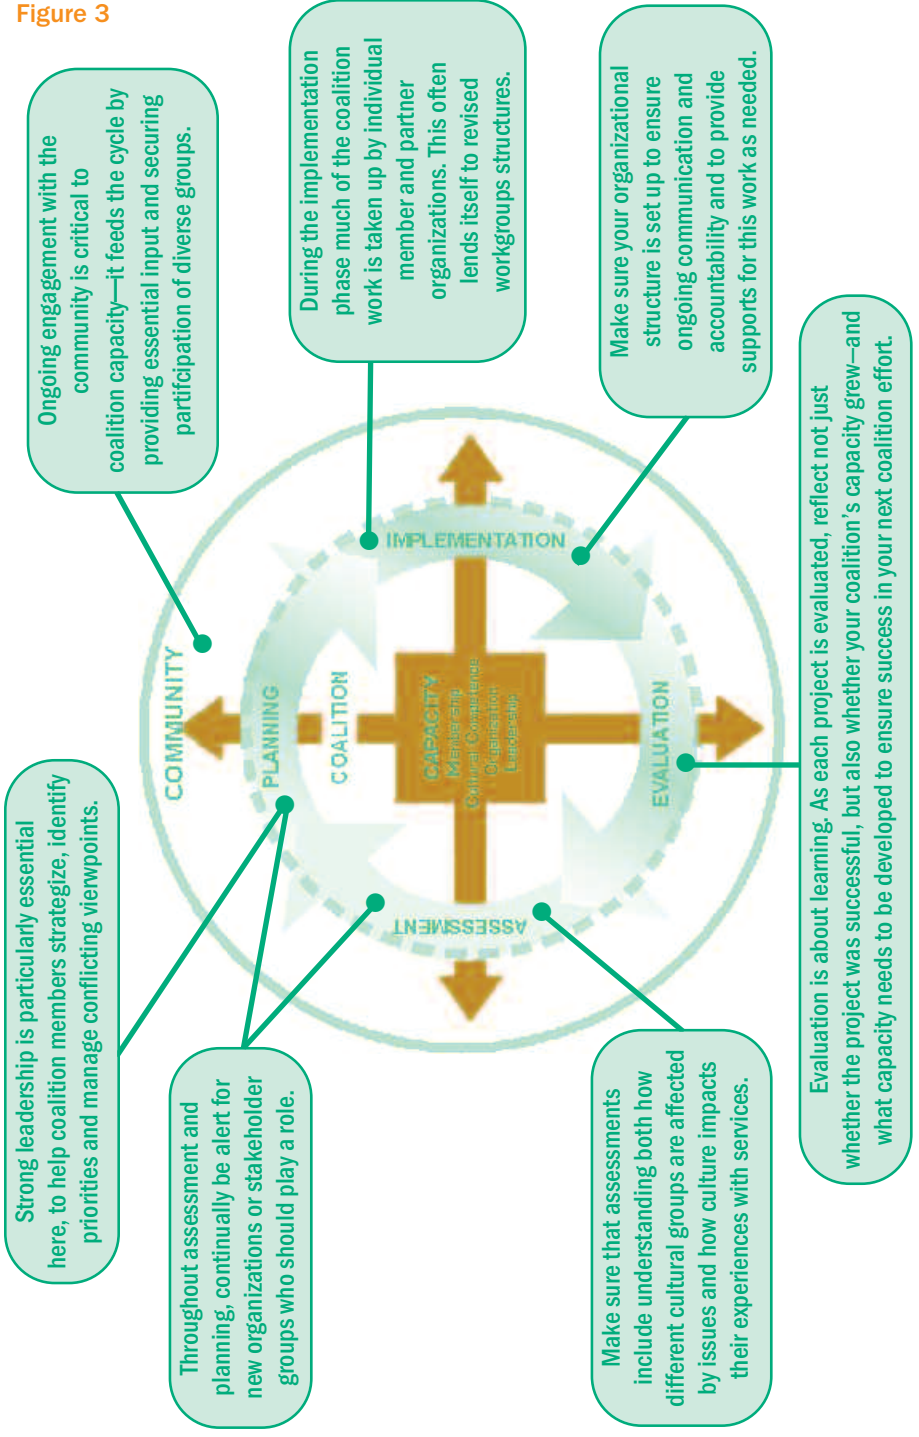 Figure 3
Strong leadership is particularly essential
here, to help coalition members strategize, identify
priorities and manage conflicting viewpoints.
Ongoing engagement with the
community is critical to
coalition capacity—it feeds the cycle by
providing essential input and securing
partifcipation of diverse groups.
Throughout assessment and
planning, continually be alert for
new organizations or stakeholder
groups who should play a role.
During the implementation
phase much of the coalition
work is taken up by individual
member and partner
organizations. This often
lends itself to revised
workgroups structures.
COMMUNITY
PLANNING
COALITION
ASSESSMENT
CAPACITY
Membership
Cultural Competence
Organization
Leadership
IMPLEMENTATION
EVALUATION
Make sure that assessments
include understanding both how
different cultural groups are affected
by issues and how culture impacts
their experiences with services.
Make sure your organizational
structure is set up to ensure
ongoing communication and
accountability and to provide
supports for this work as needed.
Evaluation is about learning. As each project is evaluated, reflect not just
whether the project was successful, but also whether your coalition's capacity grew—and
what capacity needs to be developed to ensure success in your next coalition effort.